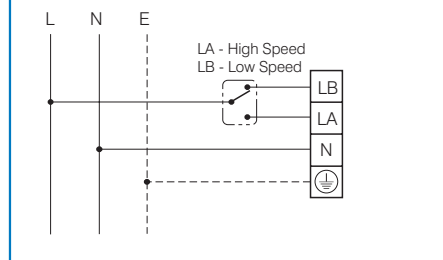 L N E
LA - High Speed
LB - Low Speed
LB
LA
N